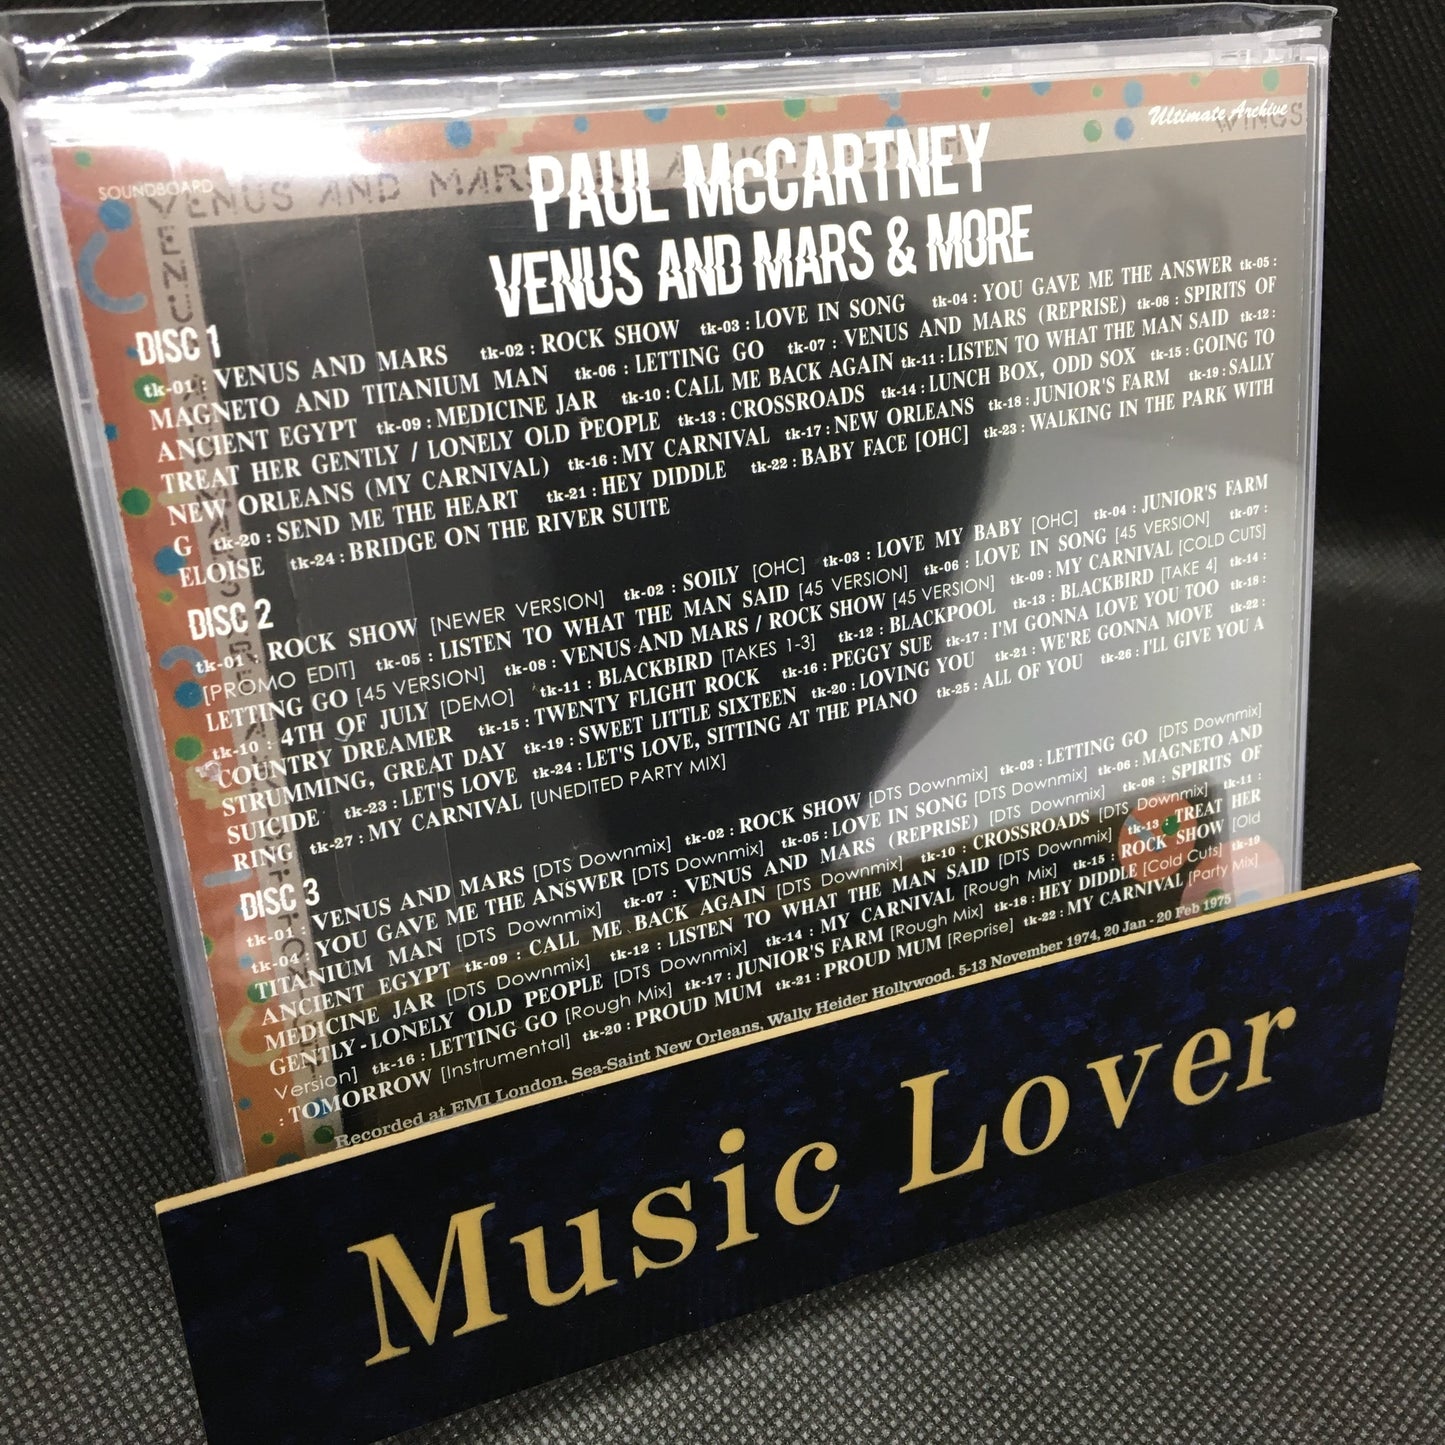 Ultimate Archive
WINGS
SOUNDBOARD
VENUS AND MARS
PAUL McCARTNEY
VENUS AND MARS & MORE
DISC 1
tk-01 : VENUS AND MARS tk-02 : ROCK SHOW tk-03 : LOVE IN SONG tk-04 : YOU GAVE ME THE ANSWER tk-05 :
MAGNETO AND TITANIUM MAN tk-06 : LETTING GO tk-07 : VENUS AND MARS (REPRISE) tk-08 : SPIRITS OF
ANCIENT EGYPT tk-09 : MEDICINE JAR tk-10 : CALL ME BACK AGAIN tk-11 : LISTEN TO WHAT THE MAN SAID tk-12 :
TREAT HER GENTLY / LONELY OLD PEOPLE tk-13 : CROSSROADS tk-14 : LUNCH BOX, ODD SOX tk-15 : GOING TO
NEW ORLEANS (MY CARNIVAL) tk-16 : MY CARNIVAL tk-17 : NEW ORLEANS tk-18 : JUNIOR'S FARM tk-19 : SALLY
G tk-20 : SEND ME THE HEART tk-21 : HEY DIDDLE tk-22 : BABY FACE [OHC] tk-23 : WALKING IN THE PARK WITH
ELOISE tk-24 : BRIDGE ON THE RIVER SUITE
DISC 2
tk-01 : ROCK SHOW [NEWER VERSION] tk-02 : SOILY [OHC] tk-03 : LOVE MY BABY [OHC] tk-04 : JUNIOR'S FARM
[PROMO EDIT] tk-05 : LISTEN TO WHAT THE MAN SAID [45 VERSION] tk-06 : LOVE IN SONG [45 VERSION] tk-07 :
LETTING GO [45 VERSION] tk-08 : VENUS AND MARS / ROCK SHOW [45 VERSION] tk-09 : MY CARNIVAL [COLD CUTS]
tk-10 : 4TH OF JULY [DEMO] tk-11 : BLACKBIRD [TAKES 1-3] tk-12 : BLACKPOOL tk-13 : BLACKBIRD [TAKE 4] tk-14 :
COUNTRY DREAMER tk-15 : TWENTY FLIGHT ROCK tk-16 : PEGGY SUE tk-17 : I'M GONNA LOVE YOU TOO tk-18 :
STRUMMING, GREAT DAY tk-19 : SWEET LITTLE SIXTEEN tk-20 : LOVING YOU tk-21 : WE'RE GONNA MOVE tk-22 :
SUICIDE tk-23 : LET'S LOVE tk-24 : LET'S LOVE, SITTING AT THE PIANO tk-25 : ALL OF YOU tk-26 : I'LL GIVE YOU A
RING tk-27 : MY CARNIVAL [UNEDITED PARTY MIX]
DISC 3
tk-01 : VENUS AND MARS [DTS Downmix] tk-02 : ROCK SHOW [DTS Downmix] tk-03 : LETTING GO [DTS Downmix]
tk-04 : YOU GAVE ME THE ANSWER [DTS Downmix] tk-05 : LOVE IN SONG [DTS Downmix] tk-06 : MAGNETO AND
TITANIUM MAN [DTS Downmix] tk-07 : VENUS AND MARS (REPRISE) [DTS Downmix] tk-08 : SPIRITS OF
ANCIENT EGYPT tk-09 : CALL ME BACK AGAIN [DTS Downmix] tk-10 : CROSSROADS [DTS Downmix] tk-11 :
MEDICINE JAR [DTS Downmix] tk-12 : LISTEN TO WHAT THE MAN SAID [DTS Downmix] tk-13 : TREAT HER
GENTLY - LONELY OLD PEOPLE [DTS Downmix] tk-14 : MY CARNIVAL [Rough Mix] tk-15 : ROCK SHOW [Old
Version] tk-16 : LETTING GO [Rough Mix] tk-17 : JUNIOR'S FARM [Rough Mix] tk-18 : HEY DIDDLE [Cold Cuts] tk-19
: TOMORROW [Instrumental] tk-20 : PROUD MUM tk-21 : PROUD MUM [Reprise] tk-22 : MY CARNIVAL [Party Mix]
Recorded at EMI London, Sea-Saint New Orleans, Wally Heider Hollywood. 5-13 November 1974, 20 Jan - 20 Feb 1975
Music Lover